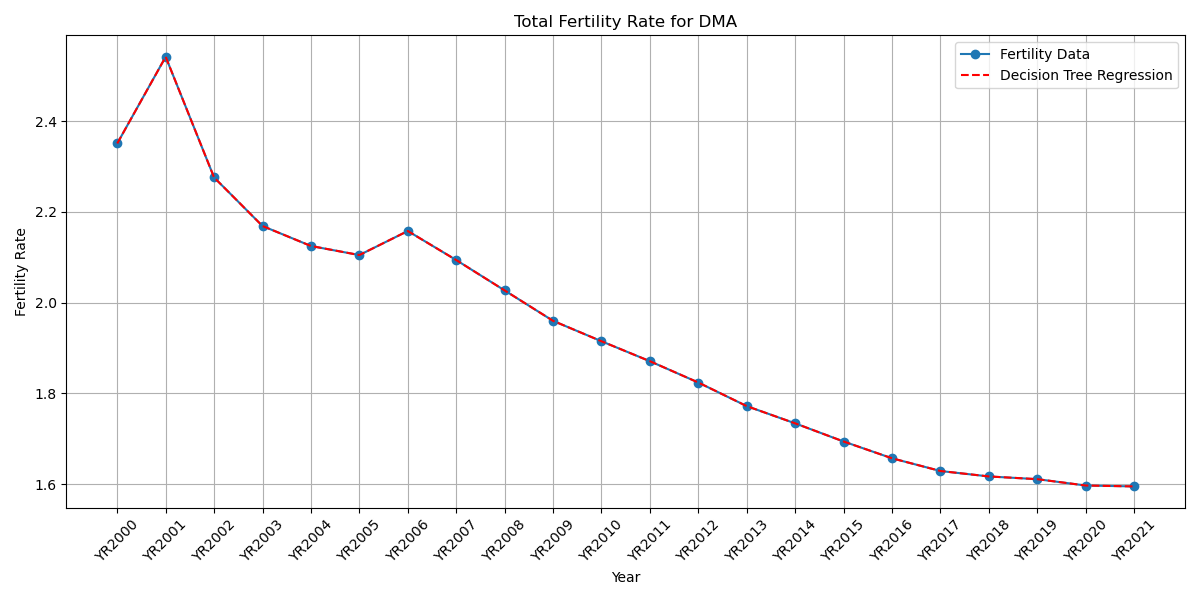 Total Fertility Rate for DMA
Fertility Data
Decision Tree Regression
Fertility Rate
2.4
2.2
2.0
1.8
1.6
YR2000
YR2001
YR2002
YR2003
YR2004
YR2005
YR2006
YR2007
YR2008
YR2009
YR2010
YR2011
YR2012
YR2013
YR2014
YR2015
YR2016
YR2017
YR2018
YR2019
YR2020
YR2021
Year